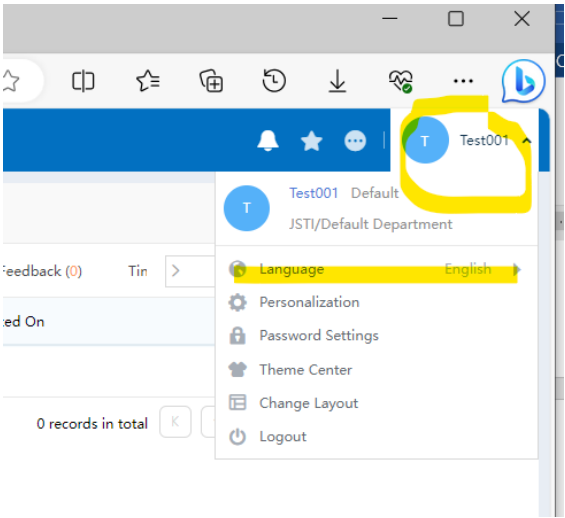 T Test001
T Test001 Default
JSTI/Default Department
Feedback (0) Tin
Language English
ted On
Personalization
Password Settings
Theme Center
Change Layout
0 records in total
Logout